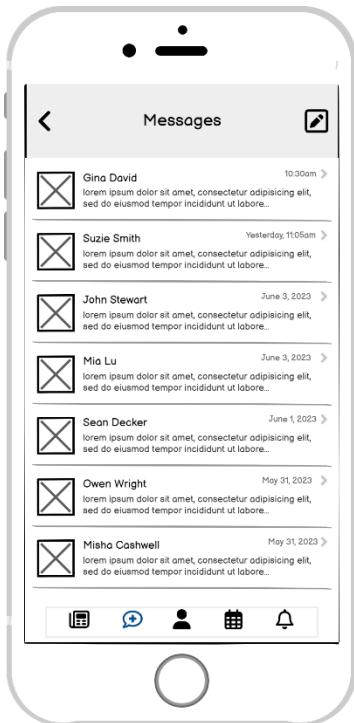 Messages
Gina David 10:30am
lorem ipsum dolor sit amet, consectetur adipisicing elit,
sed do eiusmod tempor incididunt ut labore...
Suzie Smith Yesterday, 11:05am
lorem ipsum dolor sit amet, consectetur adipisicing elit,
sed do eiusmod tempor incididunt ut labore...
John Stewart June 3, 2023
lorem ipsum dolor sit amet, consectetur adipisicing elit,
sed do eiusmod tempor incididunt ut labore...
Mia Lu June 3, 2023
lorem ipsum dolor sit amet, consectetur adipisicing elit,
sed do eiusmod tempor incididunt ut labore...
Sean Decker June 1, 2023
lorem ipsum dolor sit amet, consectetur adipisicing elit,
sed do eiusmod tempor incididunt ut labore...
Owen Wright May 31, 2023
lorem ipsum dolor sit amet, consectetur adipisicing elit,
sed do eiusmod tempor incididunt ut labore...
Misha Cashwell May 31, 2023
lorem ipsum dolor sit amet, consectetur adipisicing elit,
sed do eiusmod tempor incididunt ut labore...